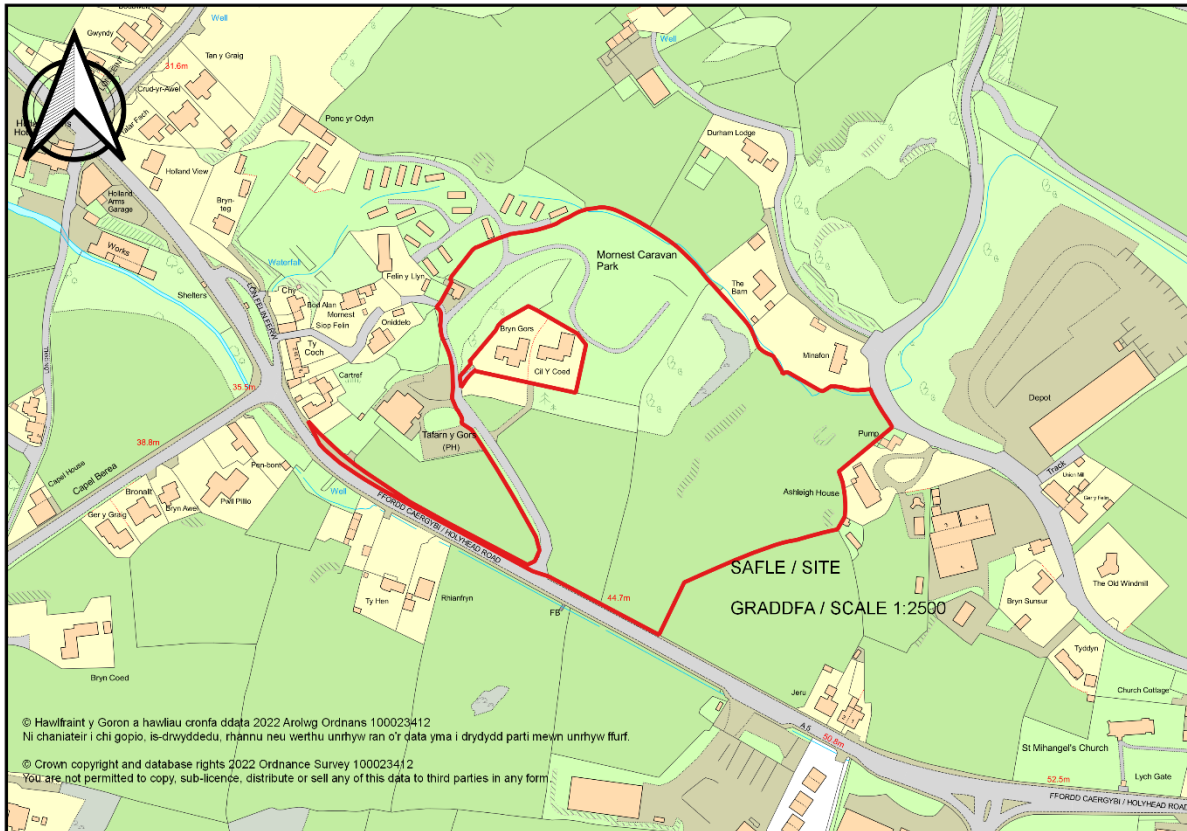 Well
Gwyndy
Tan y Graig
31.6m
Crud-yr-Awel
Ponc yr Odyn
Well
Durham Lodge
Holland View
Holland
Arms
Garage
Bryn-
teg
Works
Mornest Caravan
Park
Waterfall
Felin y Llyn
The
Barn
Shelters
LON FELIN FERW
Bod Alan
Mornest
Siop Felin
Oniddelo
Ty
Coch
Bryn Gors
Cil Y Coed
Minafon
Cartref
35.5m
Depot
38.8m
Tafarn y Gors
(PH)
Pump
Capel House
Capel Berea
Pen-bont
Track
Union Mill
Bronallt
Bryn Awel
Ger y Graig
Pwll Pillo
Well
FFORDD CAERGYBI / HOLYHEAD ROAD
Ashleigh House
SAFLE / SITE
The Old Windmill
Ty Hen
Rhianfryn
FB
44.7m
GRADDFA / SCALE 1:2500
Bryn Sunsur
Tyddyn
Bryn Coed
Jeru
Church Cottage
A 5
50.8m
St Mihangel's Church
Lych Gate
52.5m
FFORDD CAERGYBI / HOLYHEAD ROAD
© Hawlfraint y Goron a hawliau cronfa ddata 2022 Arolwg Ordnans 100023412
Ni chaniateir i chi gopio, is-drwyddedu, rhannu neu werthu unrhyw ran o'r data yma i drydydd parti mewn unrhyw ffurf.
© Crown copyright and database rights 2022 Ordnance Survey 100023412
You are not permitted to copy, sub-licence, distribute or sell any of this data to third parties in any form.